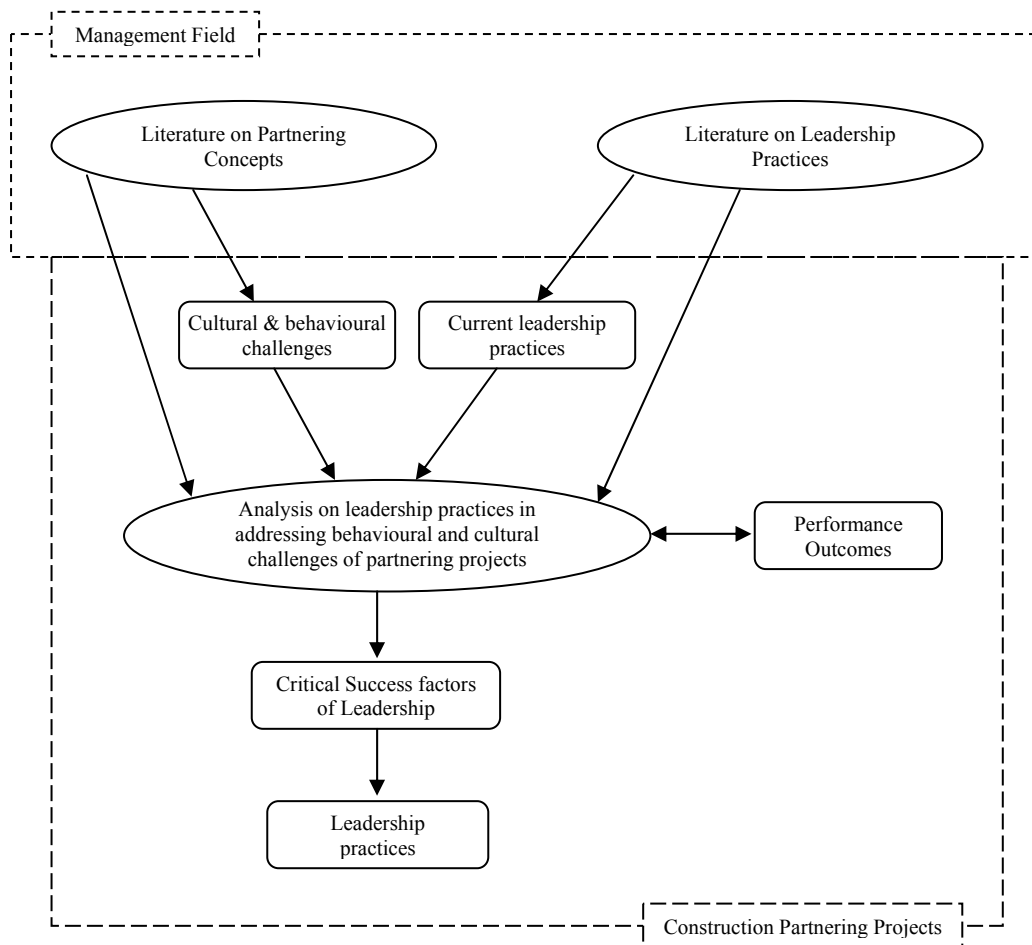 Management Field
Literature on Partnering
Concepts
Literature on Leadership
Practices
Cultural & behavioural
challenges
Current leadership
practices
Analysis on leadership practices in
addressing behavioural and cultural
challenges of partnering projects
Performance
Outcomes
Critical Success factors
of Leadership
Leadership
practices
Construction Partnering Projects